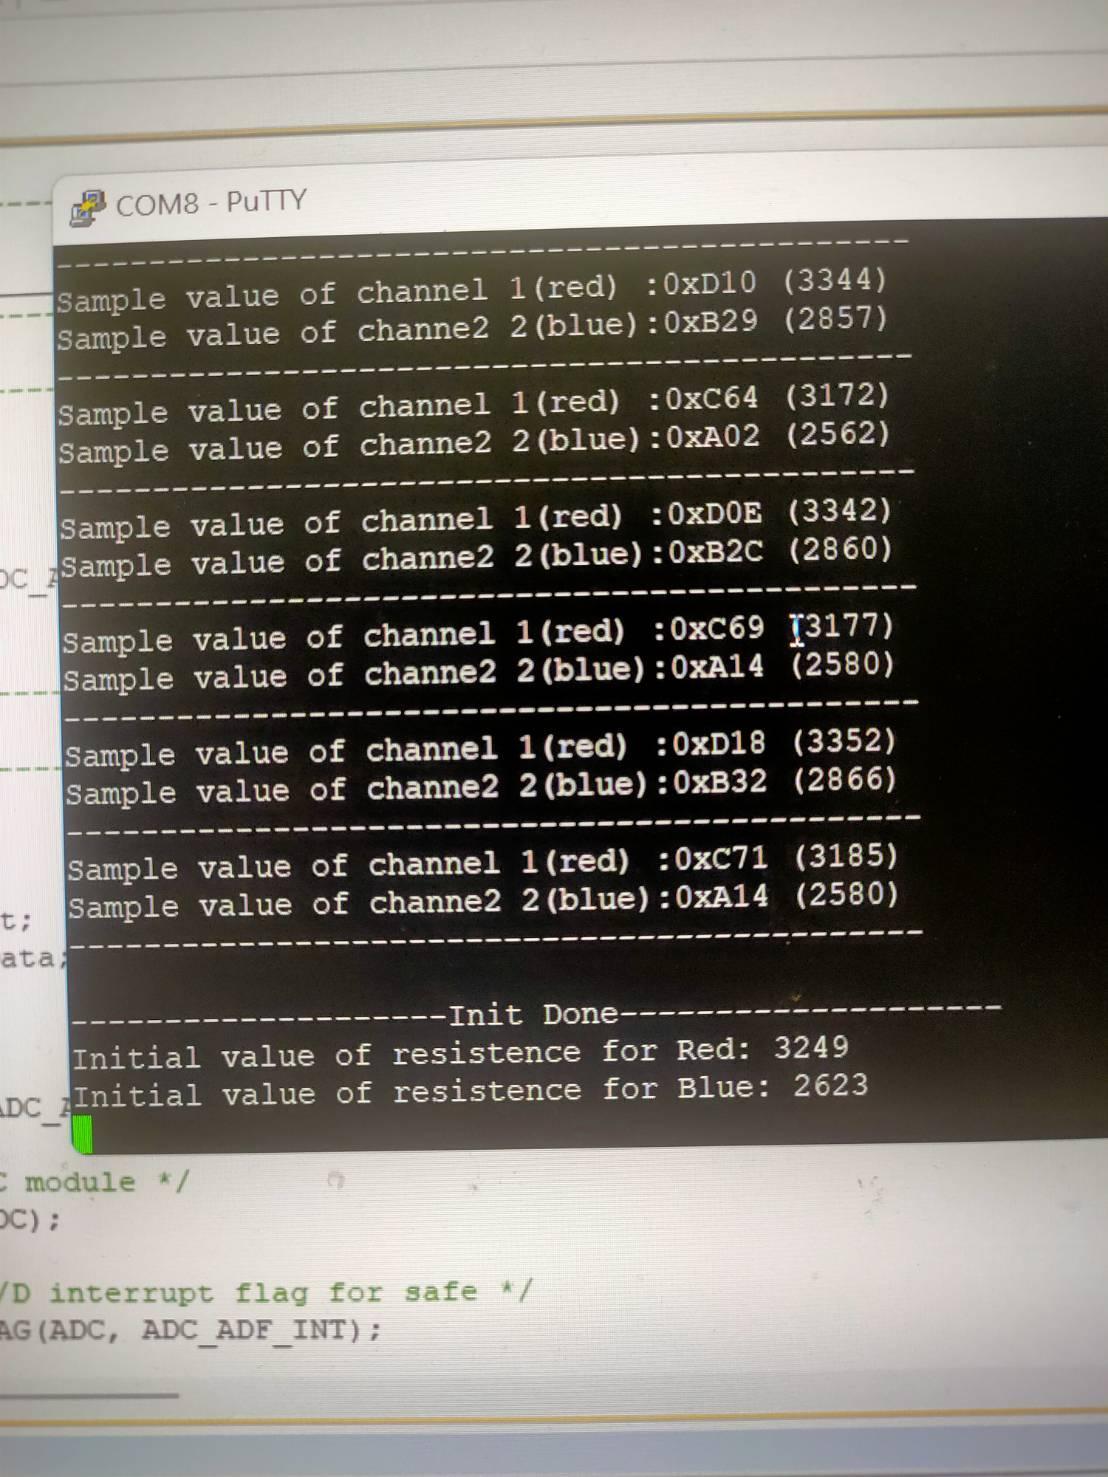 COM8 - PuTTY
---------------------------------------------
Sample value of channel 1(red) :0xD10 (3344)
Sample value of channe2 2(blue):0xB29 (2857)
---------------------------------------------
Sample value of channel 1(red) :0xC64 (3172)
Sample value of channe2 2(blue):0xA02 (2562)
---------------------------------------------
Sample value of channel 1(red) :0xD0E (3342)
Sample value of channe2 2(blue):0xB2C (2860)
---------------------------------------------
Sample value of channel 1(red) :0xC69 (3177)
Sample value of channe2 2(blue):0xA14 (2580)
---------------------------------------------
Sample value of channel 1(red) :0xD18 (3352)
Sample value of channe2 2(blue):0xB32 (2866)
---------------------------------------------
Sample value of channel 1(red) :0xC71 (3185)
Sample value of channe2 2(blue):0xA14 (2580)
---------------------------------------------
t;
ata;
--------------------Init Done--------------------
Initial value of resistence for Red: 3249
Initial value of resistence for Blue: 2623
module */
DC);
/D interrupt flag for safe */
AG(ADC, ADC_ADF_INT);